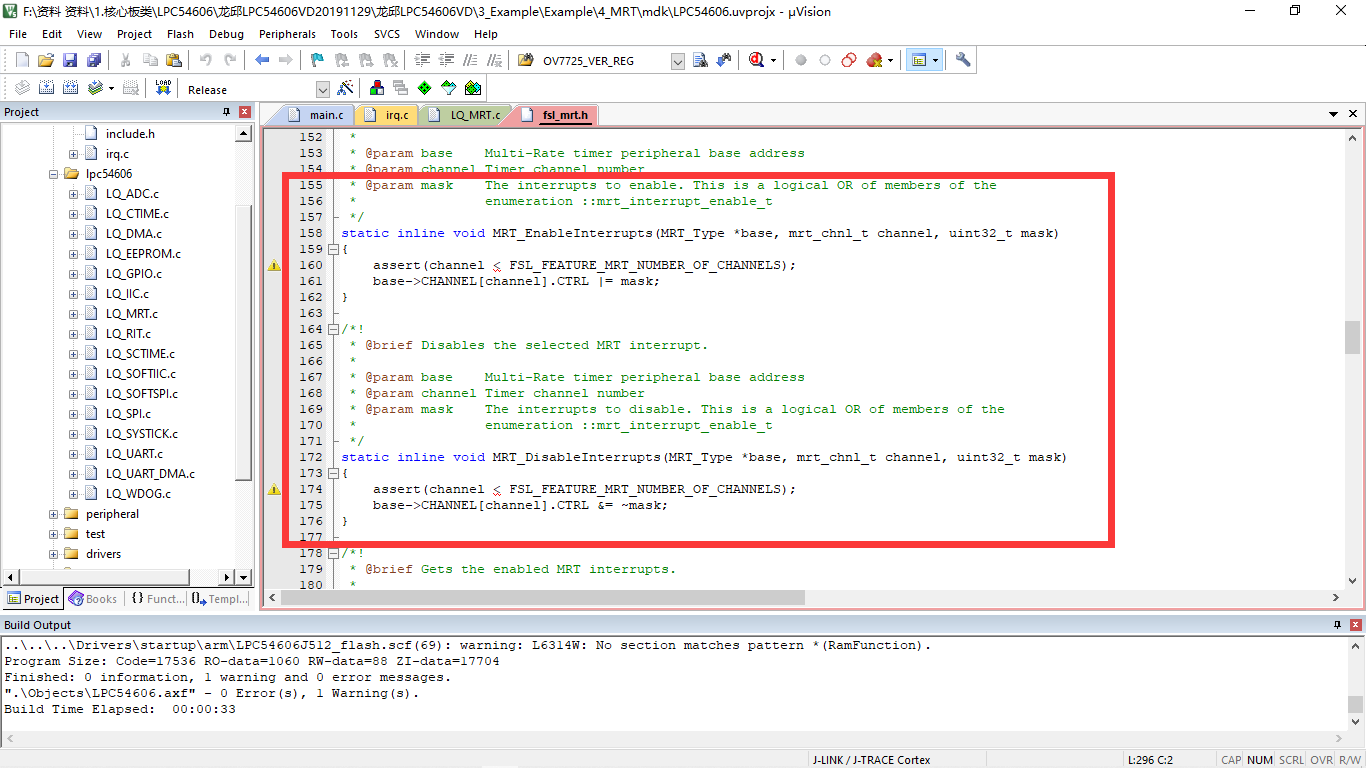 F:\资料 资料\1.核心板类\LPC54606\龙邱LPC54606VD20191129\龙邱LPC54606VD\3_Example\Example\4_MRT\mdk\LPC54606.uvprojx - µVision
File Edit View Project Flash Debug Peripherals Tools SVCS Window Help
OV7725_VER_REG
LOAD Release
Project
include.h
irq.c
lpc54606
LQ_ADC.c
LQ_CTIME.c
LQ_DMA.c
LQ_EEPROM.c
LQ_GPIO.c
LQ_IIC.c
LQ_MRT.c
LQ_RIT.c
LQ_SCTIME.c
LQ_SOFTIIC.c
LQ_SOFTSPI.c
LQ_SPI.c
LQ_SYSTICK.c
LQ_UART.c
LQ_UART_DMA.c
LQ_WDOG.c
peripheral
test
drivers
Project Books {} Funct... Templ...
main.c irq.c LQ_MRT.c fsl_mrt.h
152 *
153 * @param base    Multi-Rate timer peripheral base address
154 * @param channel Timer channel number
155 * @param mask    The interrupts to enable. This is a logical OR of members of the
156 *                enumeration ::mrt_interrupt_enable_t
157 */
158 static inline void MRT_EnableInterrupts(MRT_Type *base, mrt_chnl_t channel, uint32_t mask)
159 {
160     assert(channel < FSL_FEATURE_MRT_NUMBER_OF_CHANNELS);
161     base->CHANNEL[channel].CTRL |= mask;
162 }
163
164 /*!
165 * @brief Disables the selected MRT interrupt.
166 *
167 * @param base    Multi-Rate timer peripheral base address
168 * @param channel Timer channel number
169 * @param mask    The interrupts to disable. This is a logical OR of members of the
170 *                enumeration ::mrt_interrupt_enable_t
171 */
172 static inline void MRT_DisableInterrupts(MRT_Type *base, mrt_chnl_t channel, uint32_t mask)
173 {
174     assert(channel < FSL_FEATURE_MRT_NUMBER_OF_CHANNELS);
175     base->CHANNEL[channel].CTRL &= ~mask;
176 }
177
178 /*!
179 * @brief Gets the enabled MRT interrupts.
180 *
Build Output
..\..\..\Drivers\startup\arm\LPC54606J512_flash.scf(69): warning: L6314W: No section matches pattern *(RamFunction).
Program Size: Code=17536 RO-data=1060 RW-data=88 ZI-data=17704
Finished: 0 information, 1 warning and 0 error messages.
".\Objects\LPC54606.axf" - 0 Error(s), 1 Warning(s).
Build Time Elapsed:  00:00:33
J-LINK / J-TRACE Cortex L:296 C:2 CAP NUM SCRL OVR R/W